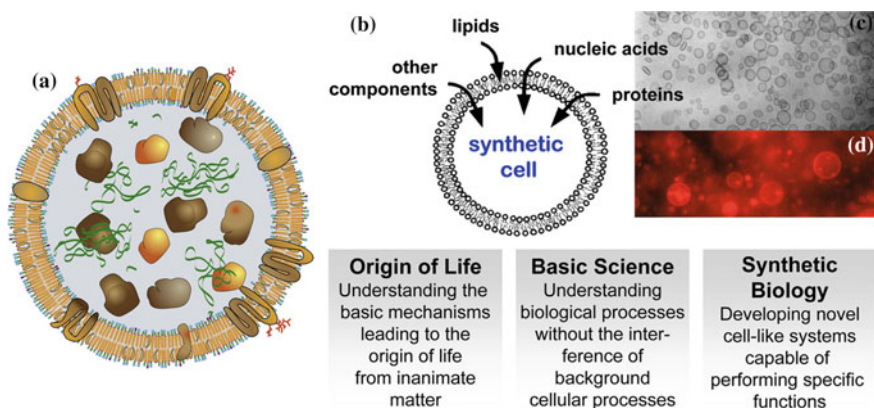 (a)
(b)
lipids
nucleic acids
other
components
proteins
synthetic
cell
(c)
(d)
Origin of Life
Understanding the
basic mechanisms
leading to the
origin of life
from inanimate
matter
Basic Science
Understanding
biological processes
without the inter-
ference of
background
cellular processes
Synthetic
Biology
Developing novel
cell-like systems
capable of
performing specific
functions